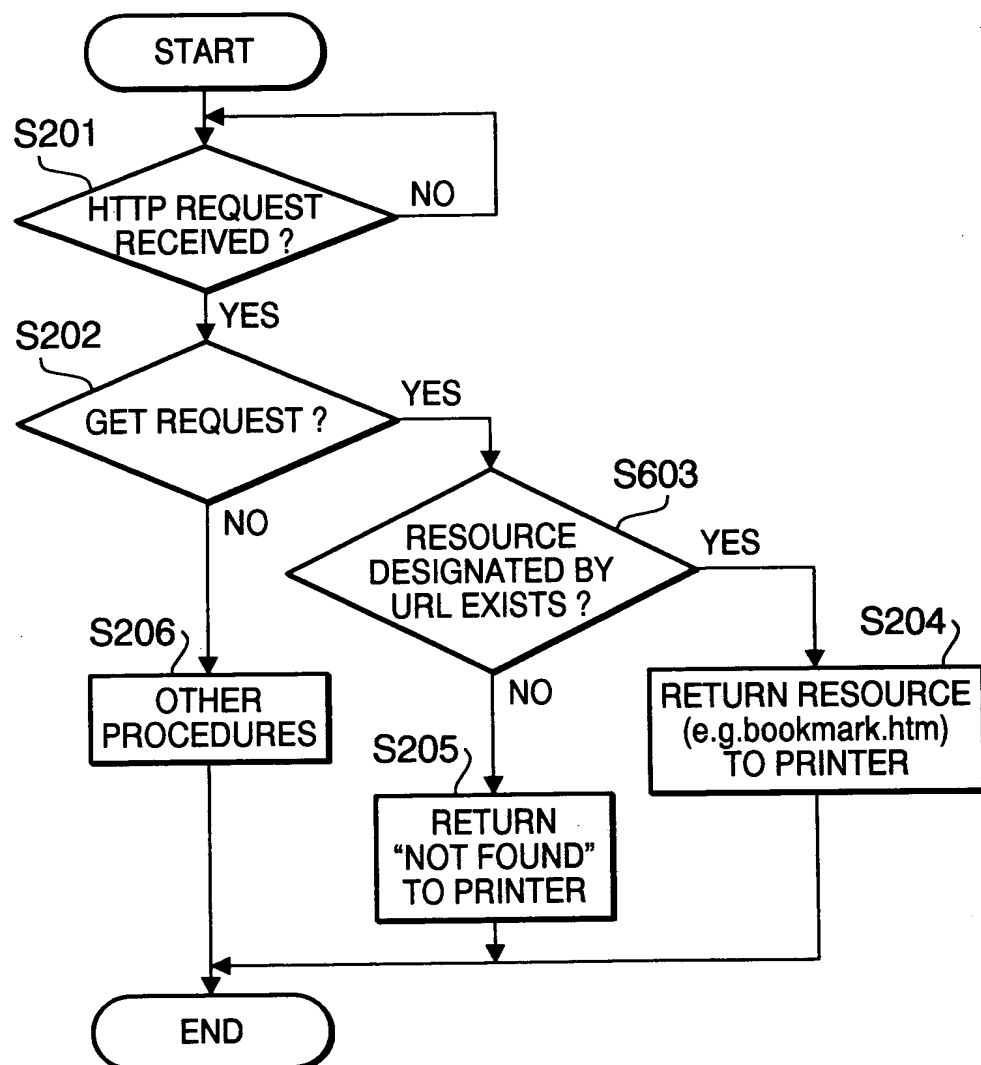 START
S201
HTTP REQUEST
RECEIVED ?
NO
YES
S202
GET REQUEST ?
YES
NO
S603
RESOURCE
DESIGNATED BY
URL EXISTS ?
YES
NO
S206
OTHER
PROCEDURES
S204
RETURN RESOURCE
(e.g.bookmark.htm)
TO PRINTER
S205
RETURN
“NOT FOUND”
TO PRINTER
END